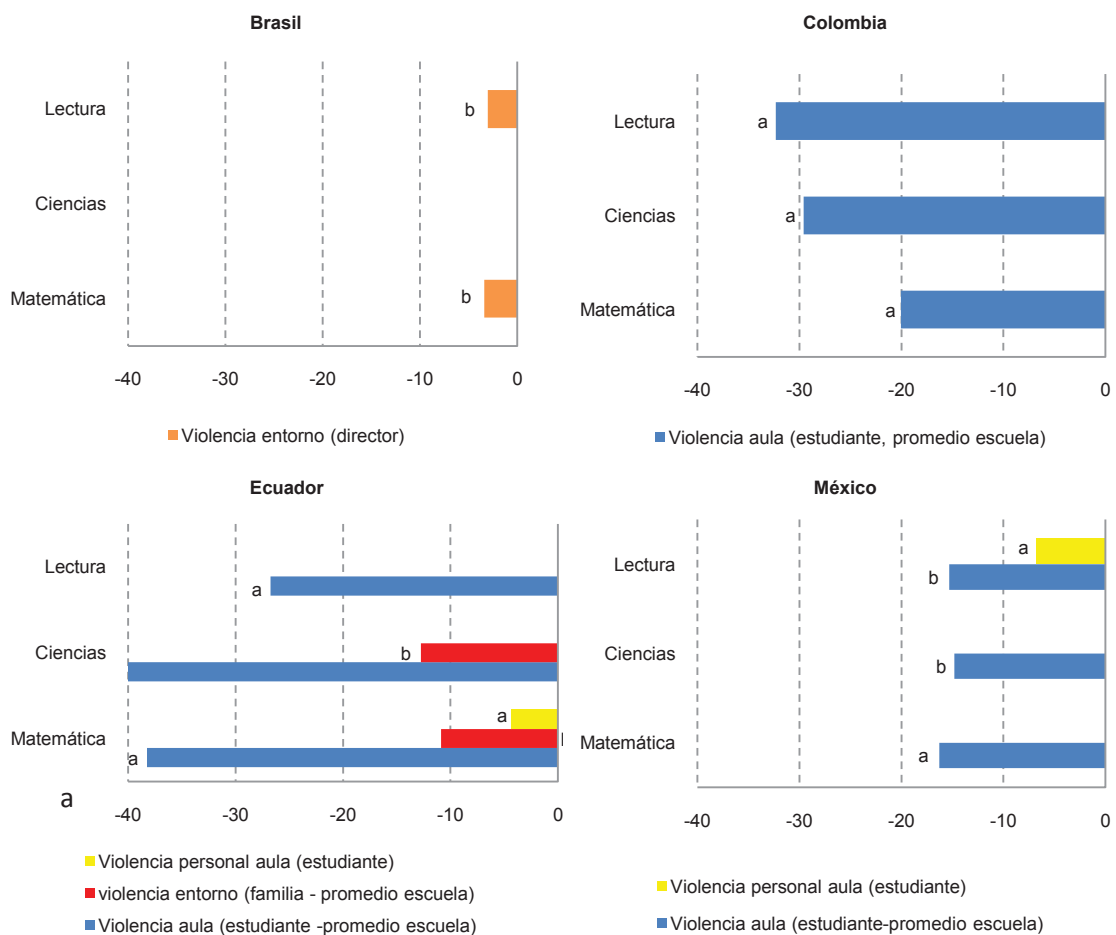 Brasil
Lectura
b
Ciencias
Matemática
b
-40 -30 -20 -10 0
Violencia entorno (director)
Colombia
Lectura
a
Ciencias
a
Matemática
a
-40 -30 -20 -10 0
Violencia aula (estudiante, promedio escuela)
Ecuador
Lectura
a
Ciencias
b
a
Matemática
a
a
-40 -30 -20 -10 0
Violencia personal aula (estudiante)
violencia entorno (familia - promedio escuela)
Violencia aula (estudiante -promedio escuela)
México
a
Lectura
b
Ciencias
b
Matemática
a
-40 -30 -20 -10 0
Violencia personal aula (estudiante)
Violencia aula (estudiante-promedio escuela)